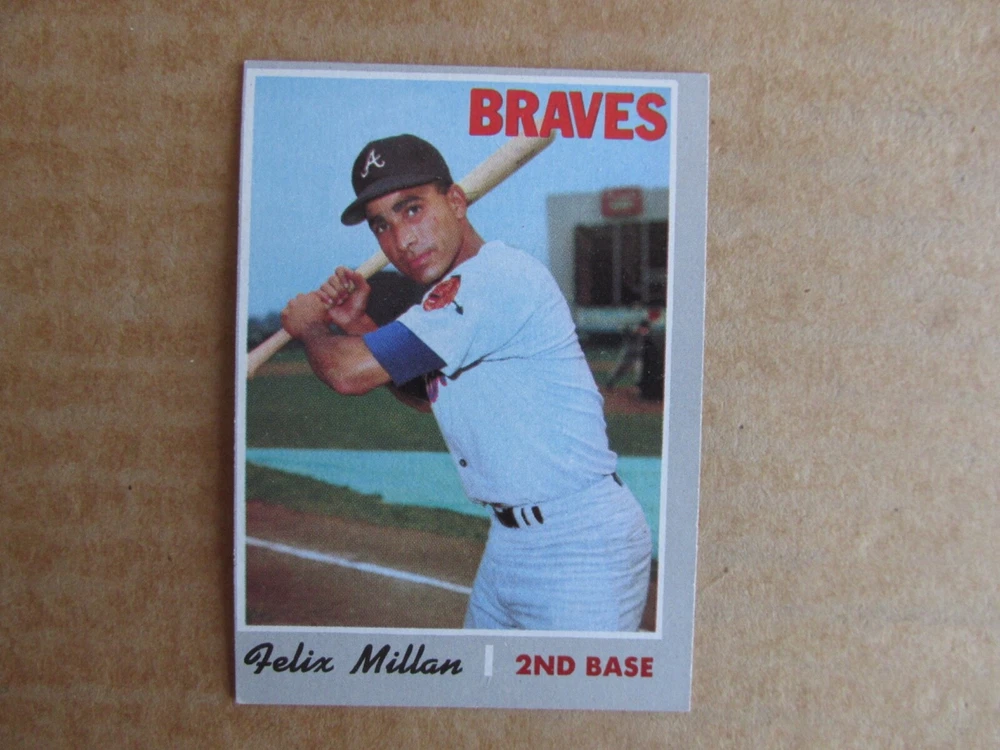 BRAVES
A
Felix Millan | 2ND BASE